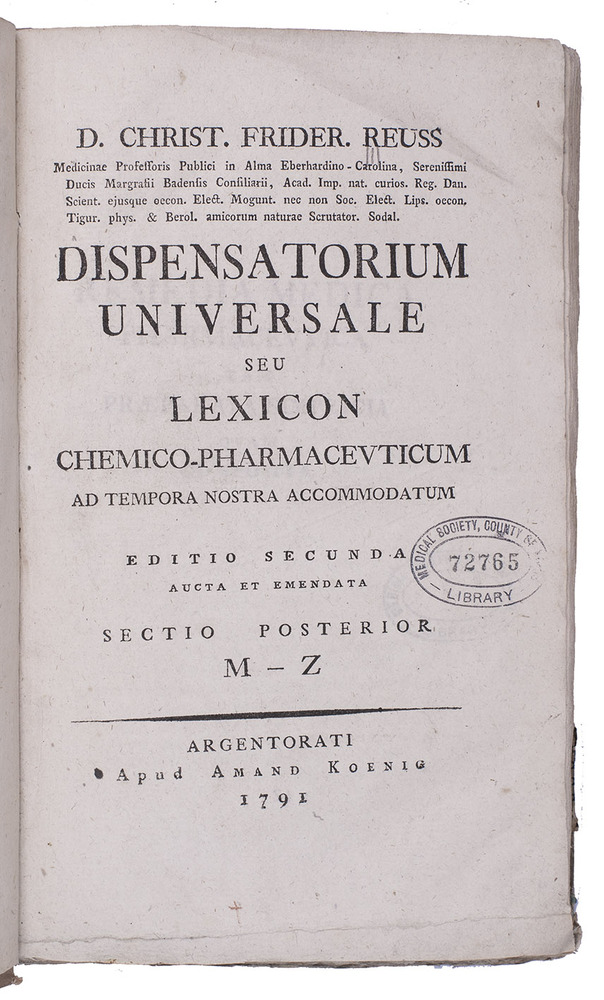 D. CHRIST. FRIDER. REUSS
Medicinae Profeſſoris Publici in Alma Eberhardino-Carolina, Sereniſſimi
Ducis Margrafii Badenſis Conſiliarii, Acad. Imp. nat. curios. Reg. Dan.
Scient. ejusque oecon. Elect. Mogunt. nec non Soc. Elect. Lips. oecon.
Tigur. phys. & Berol. amicorum naturae Scrutator. Sodal.
DISPENSATORIUM
UNIVERSALE
SEU
LEXICON
CHEMICO-PHARMACEVTICUM
AD TEMPORA NOSTRA ACCOMMODATUM
EDITIO SECUNDA
AUCTA ET EMENDATA
MEDICAL SOCIETY, COUNTY
72765
LIBRARY
SECTIO POSTERIOR
M – Z
ARGENTORATI
Apud AMAND KOENIG
1791